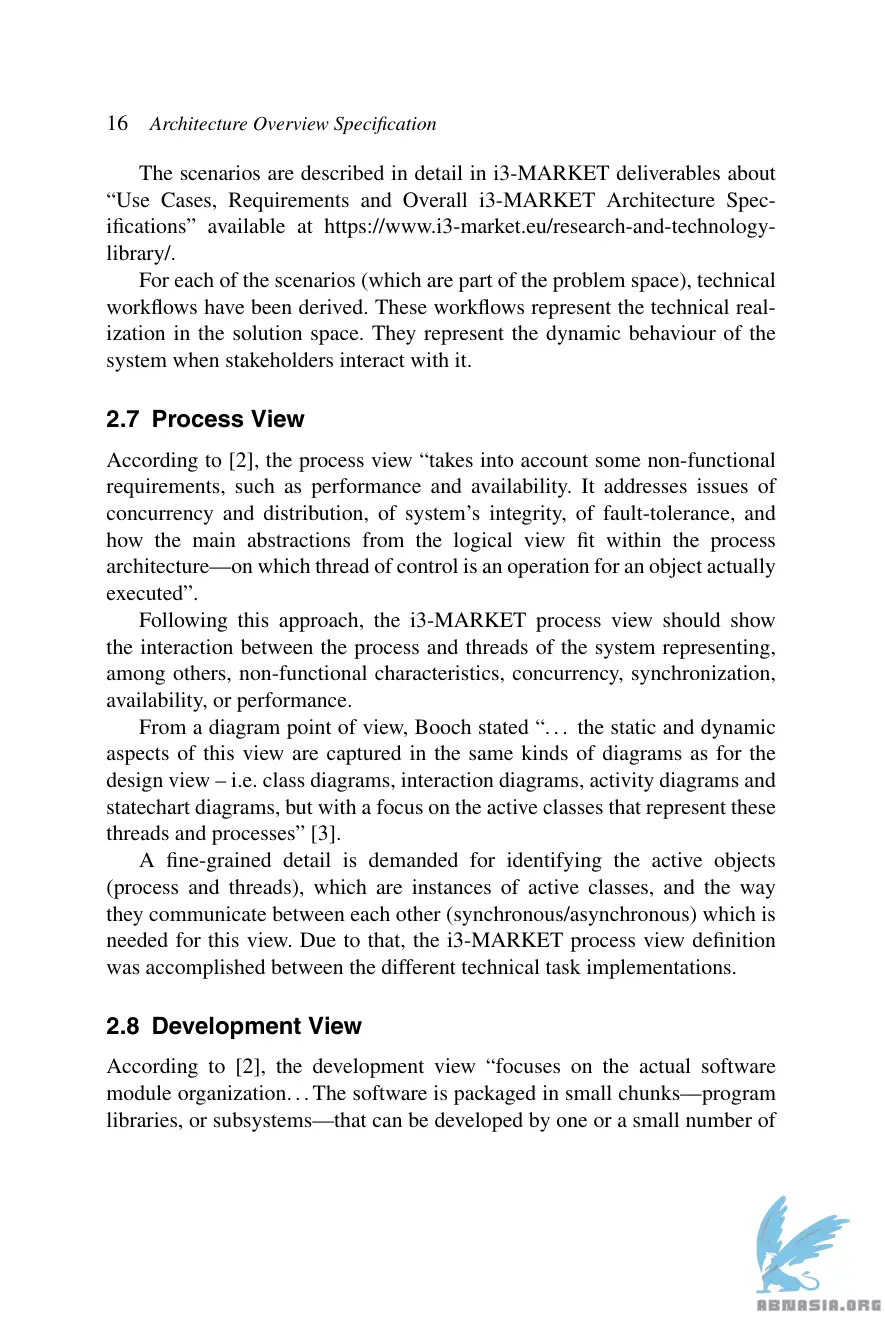 16 Architecture Overview Specification
The scenarios are described in detail in i3-MARKET deliverables about
“Use Cases, Requirements and Overall i3-MARKET Architecture Spec-
ifications” available at https://www.i3-market.eu/research-and-technology-
library/.
For each of the scenarios (which are part of the problem space), technical
workflows have been derived. These workflows represent the technical real-
ization in the solution space. They represent the dynamic behaviour of the
system when stakeholders interact with it.
2.7 Process View
According to [2], the process view “takes into account some non-functional
requirements, such as performance and availability. It addresses issues of
concurrency and distribution, of system’s integrity, of fault-tolerance, and
how the main abstractions from the logical view fit within the process
architecture—on which thread of control is an operation for an object actually
executed”.
Following this approach, the i3-MARKET process view should show
the interaction between the process and threads of the system representing,
among others, non-functional characteristics, concurrency, synchronization,
availability, or performance.
From a diagram point of view, Booch stated “. . . the static and dynamic
aspects of this view are captured in the same kinds of diagrams as for the
design view – i.e. class diagrams, interaction diagrams, activity diagrams and
statechart diagrams, but with a focus on the active classes that represent these
threads and processes” [3].
A fine-grained detail is demanded for identifying the active objects
(process and threads), which are instances of active classes, and the way
they communicate between each other (synchronous/asynchronous) which is
needed for this view. Due to that, the i3-MARKET process view definition
was accomplished between the different technical task implementations.
2.8 Development View
According to [2], the development view “focuses on the actual software
module organization. . . The software is packaged in small chunks—program
libraries, or subsystems—that can be developed by one or a small number of
ABNASIA.ORG